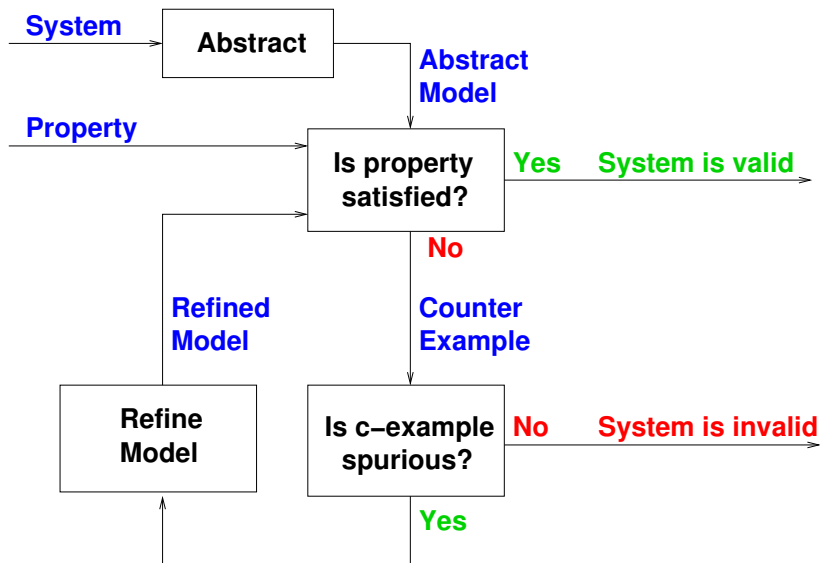 System
Abstract
Abstract
Model
Property
Is property
satisfied?
Yes
System is valid
No
Refined
Model
Counter
Example
Refine
Model
Is c−example
spurious?
No
System is invalid
Yes